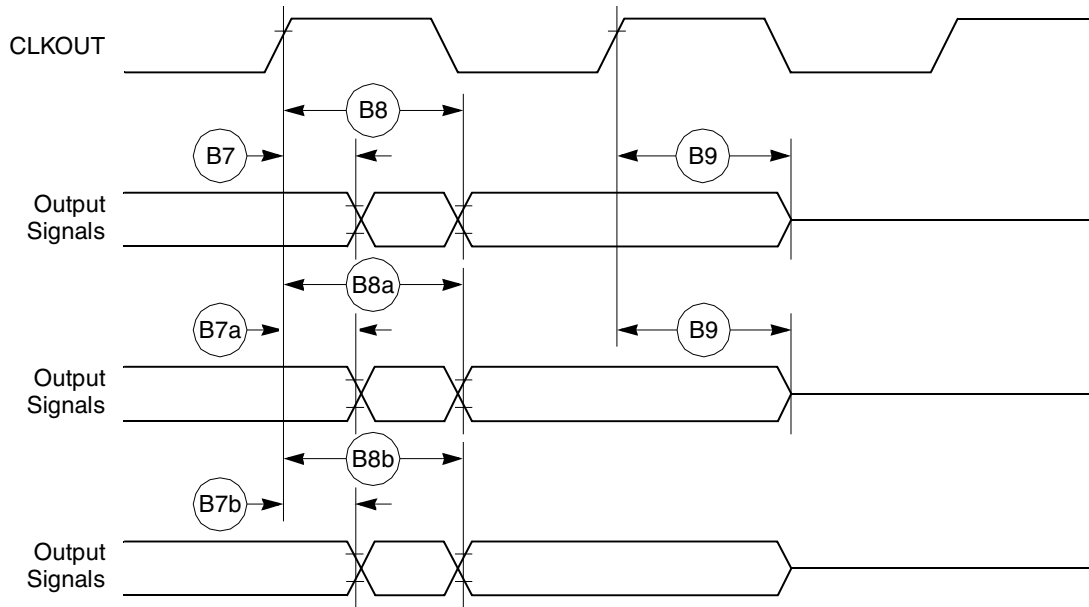 CLKOUT
B8
B7
B9
Output
Signals
B8a
B7a
B9
Output
Signals
B8b
B7b
Output
Signals